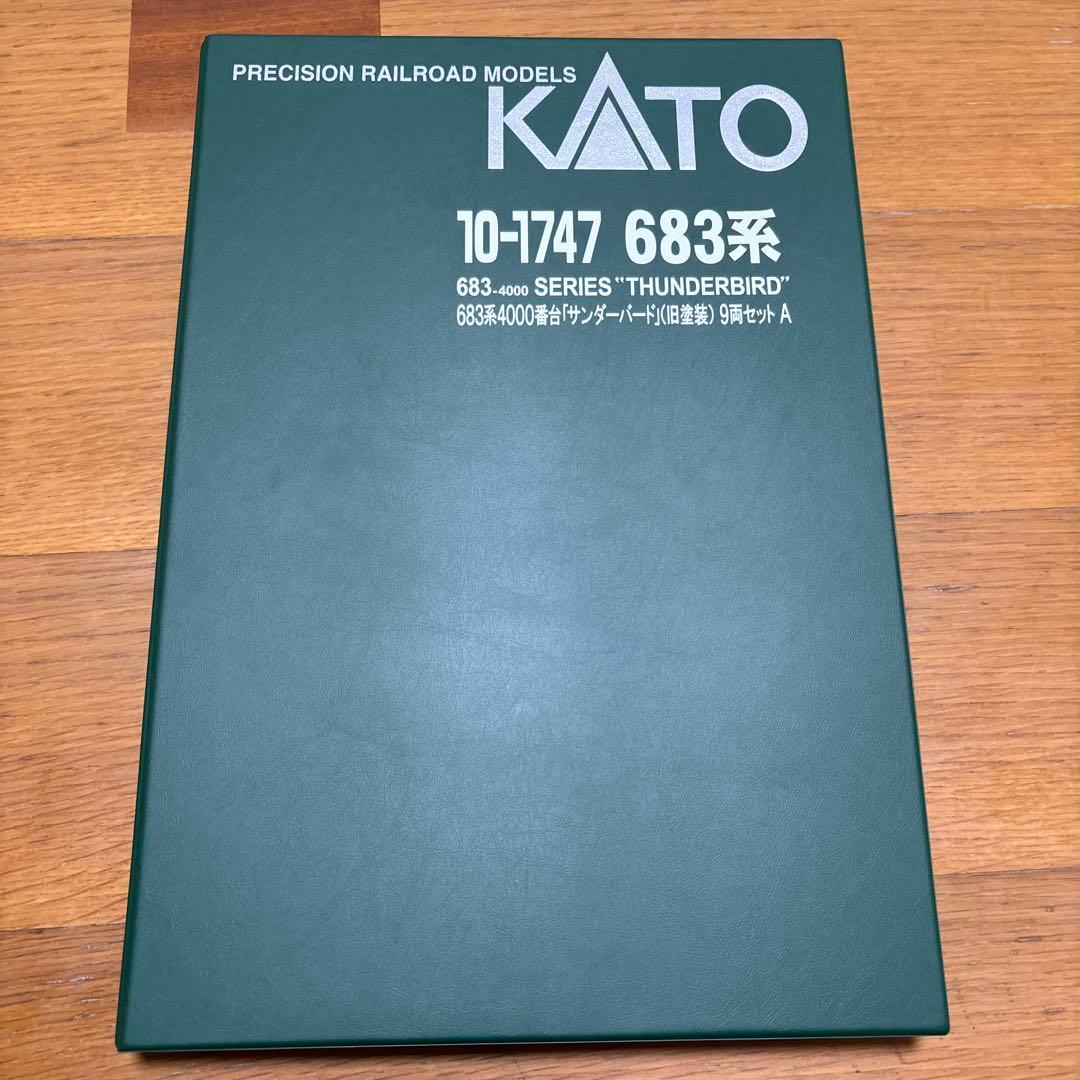 PRECISION RAILROAD MODELS
KATO
10-1747 683系
683-4000 SERIES "THUNDERBIRD"
683系4000番台「サンダーバード」(旧塗装) 9両セット A